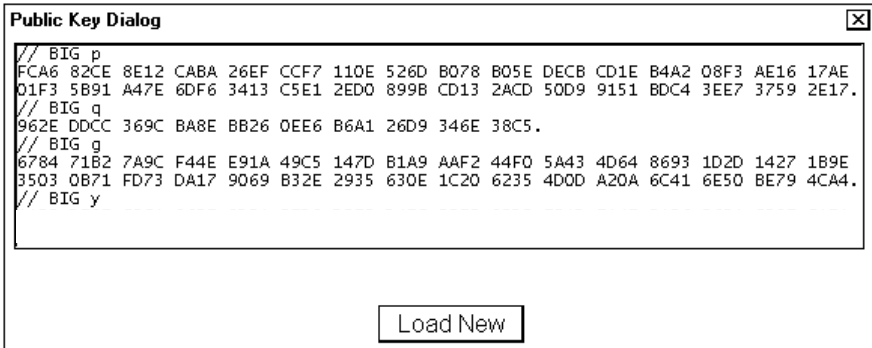 Public Key Dialog
// BIG p
FCA6 82CE 8E12 CABA 26EF CCF7 110E 526D B078 B05E DECB CD1E B4A2 08F3 AE16 17AE
01F3 5B91 A47E 6DF6 3413 C5E1 2ED0 899B CD13 2ACD 50D9 9151 BDC4 3EE7 3759 2E17.
// BIG q
962E DDCC 369C BA8E BB26 0EE6 B6A1 26D9 346E 38C5.
// BIG g
6784 71B2 7A9C F44E E91A 49C5 147D B1A9 AAF2 44F0 5A43 4D64 8693 1D2D 1427 1B9E
3503 0B71 FD73 DA17 9069 B32E 2935 630E 1C20 6235 4D0D A20A 6C41 6E50 BE79 4CA4.
// BIG y
Load New